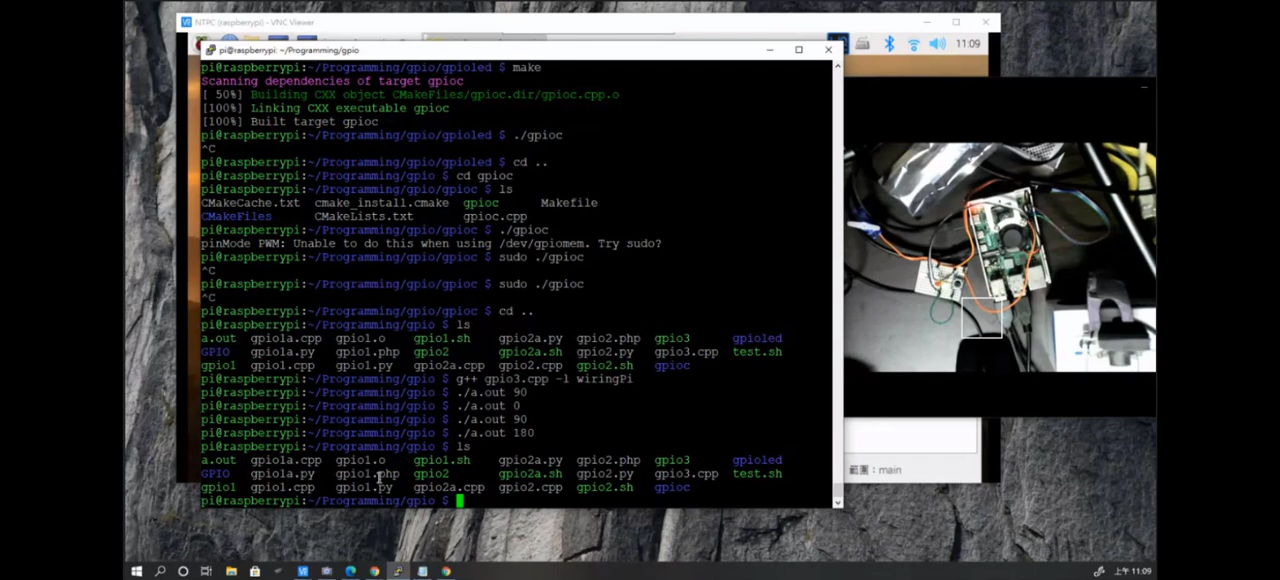 NTPC (raspberrypi) - VNC Viewer
11:09
pi@raspberrypi: ~/Programming/gpio
pi@raspberrypi:~/Programming/gpio/gpioled $ make
Scanning dependencies of target gpioc
[ 50%] Building CXX object CMakeFiles/gpioc.dir/gpioc.cpp.o
[100%] Linking CXX executable gpioc
[100%] Built target gpioc
pi@raspberrypi:~/Programming/gpio/gpioled $ ./gpioc
^C
pi@raspberrypi:~/Programming/gpio/gpioled $ cd ..
pi@raspberrypi:~/Programming/gpio $ cd gpioc
pi@raspberrypi:~/Programming/gpio/gpioc $ ls
CMakeCache.txt cmake_install.cmake gpioc Makefile
CMakeFiles CMakeLists.txt gpioc.cpp
pi@raspberrypi:~/Programming/gpio/gpioc $ ./gpioc
pinMode PWM: Unable to do this when using /dev/gpiomem. Try sudo?
pi@raspberrypi:~/Programming/gpio/gpioc $ sudo ./gpioc
^C
pi@raspberrypi:~/Programming/gpio/gpioc $ sudo ./gpioc
^C
pi@raspberrypi:~/Programming/gpio/gpioc $ cd ..
pi@raspberrypi:~/Programming/gpio $ ls
a.out gpio1a.cpp gpio1.o gpio1.sh gpio2a.py gpio2.php gpio3 gpioled
GPIO gpio1a.py gpio1.php gpio2 gpio2a.sh gpio2.py gpio3.cpp test.sh
gpio1 gpio1.cpp gpio1.py gpio2a.cpp gpio2.cpp gpio2.sh gpioc
pi@raspberrypi:~/Programming/gpio $ g++ gpio3.cpp -l wiringPi
pi@raspberrypi:~/Programming/gpio $ ./a.out 90
pi@raspberrypi:~/Programming/gpio $ ./a.out 0
pi@raspberrypi:~/Programming/gpio $ ./a.out 90
pi@raspberrypi:~/Programming/gpio $ ./a.out 180
pi@raspberrypi:~/Programming/gpio $ ls
a.out gpio1a.cpp gpio1.o gpio1.sh gpio2a.py gpio2.php gpio3 gpioled
GPIO gpio1a.py gpio1.php gpio2 gpio2a.sh gpio2.py gpio3.cpp test.sh
gpio1 gpio1.cpp gpio1.py gpio2a.cpp gpio2.cpp gpio2.sh gpioc
pi@raspberrypi:~/Programming/gpio $
範圍：main
上午 11:09